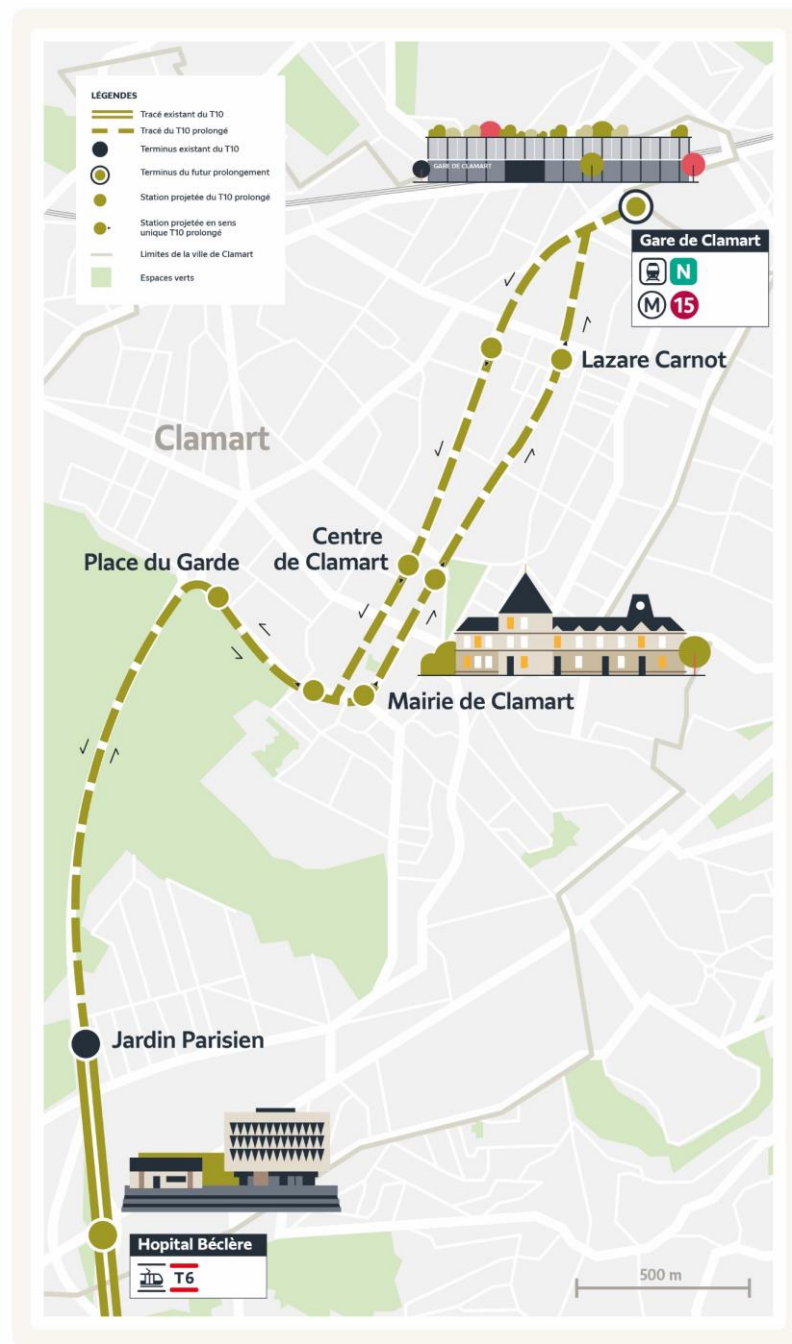 LÉGENDES
Tracé existant du T10
Tracé du T10 prolongé
Terminus existant du T10
Terminus du futur prolongement
Station projetée du T10 prolongé
Station projetée en sens
unique T10 prolongé
Limites de la ville de Clamart
Espaces verts
GARE DE CLAMART
Gare de Clamart
N
M 15
Lazare Carnot
Clamart
Centre
de Clamart
Place du Garde
Mairie de Clamart
Jardin Parisien
Hopital Béclère
T6
500 m